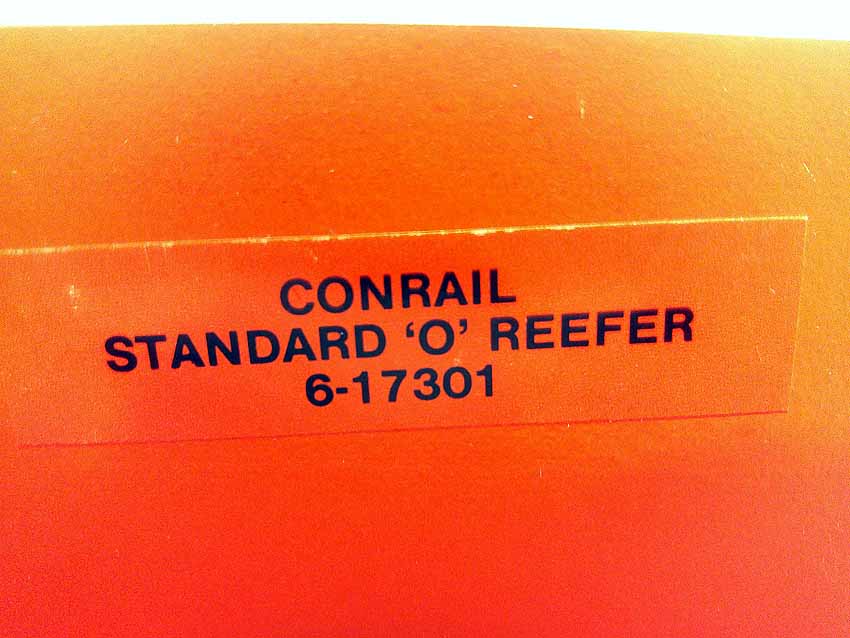 CONRAIL
STANDARD ‘O’ REEFER
6-17301